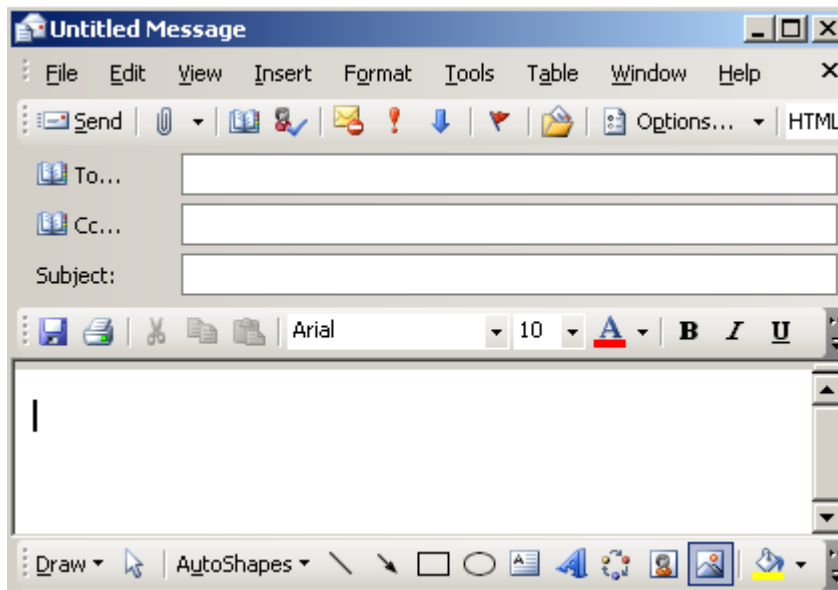 Untitled Message
File Edit View Insert Format Tools Table Window Help
Send Options... HTML
To...
Cc...
Subject:
Arial 10 A B I U
Draw AutoShapes